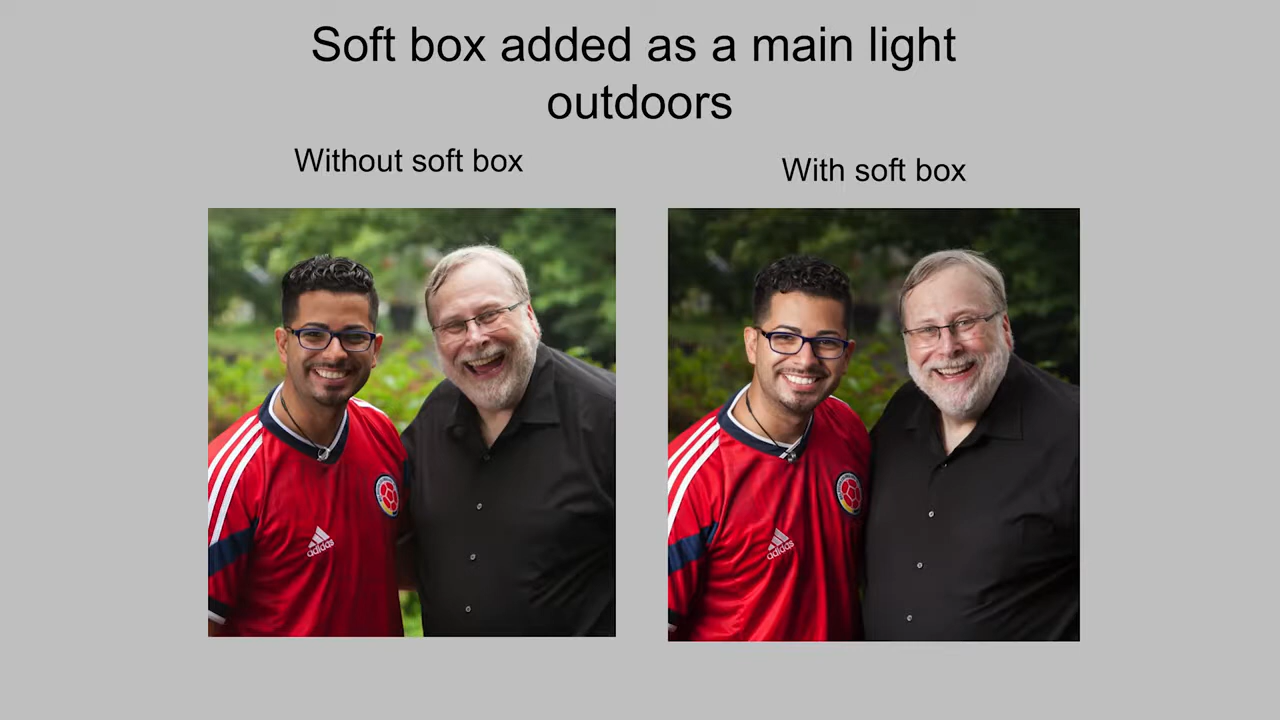 Soft box added as a main light
outdoors
Without soft box
With soft box
adidas
adidas